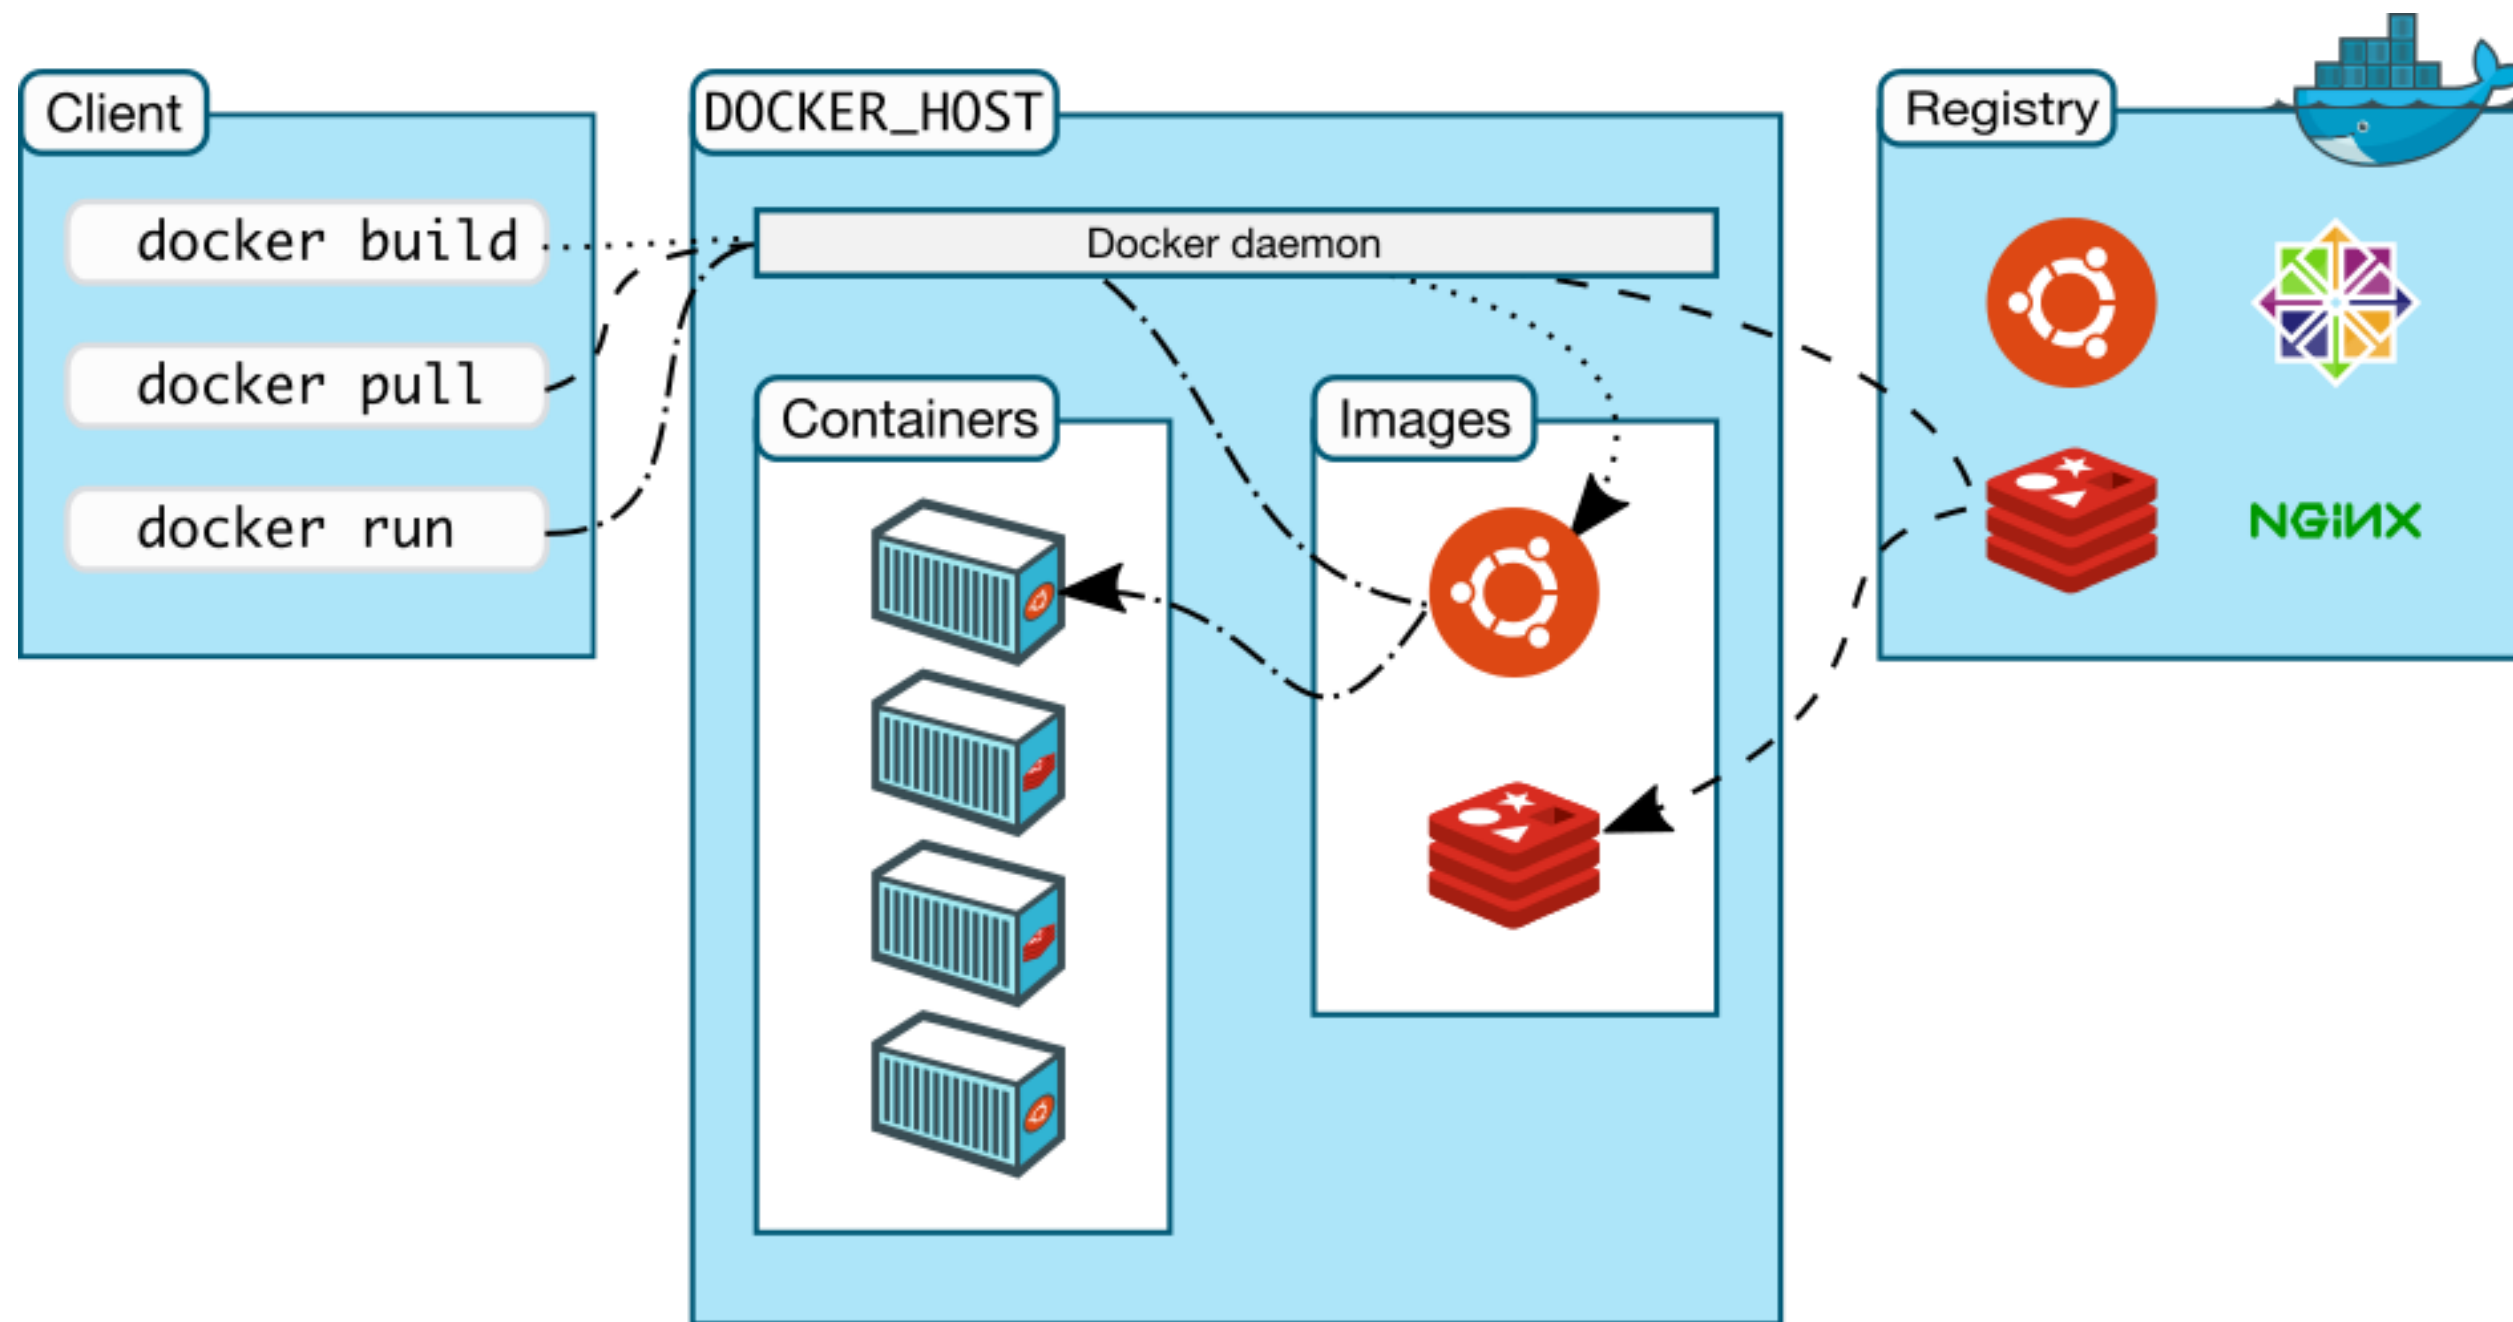 Client
docker build
docker pull
docker run
DOCKER_HOST
Docker daemon
Containers
Images
Registry
NGiNX